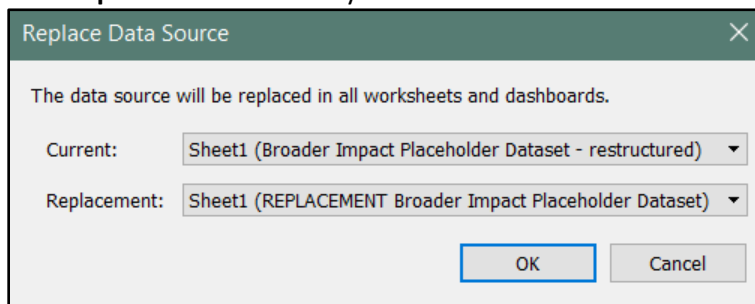 Replace Data Source
The data source will be replaced in all worksheets and dashboards.
Current: Sheet1 (Broader Impact Placeholder Dataset - restructured)
Replacement: Sheet1 (REPLACEMENT Broader Impact Placeholder Dataset)
OK Cancel